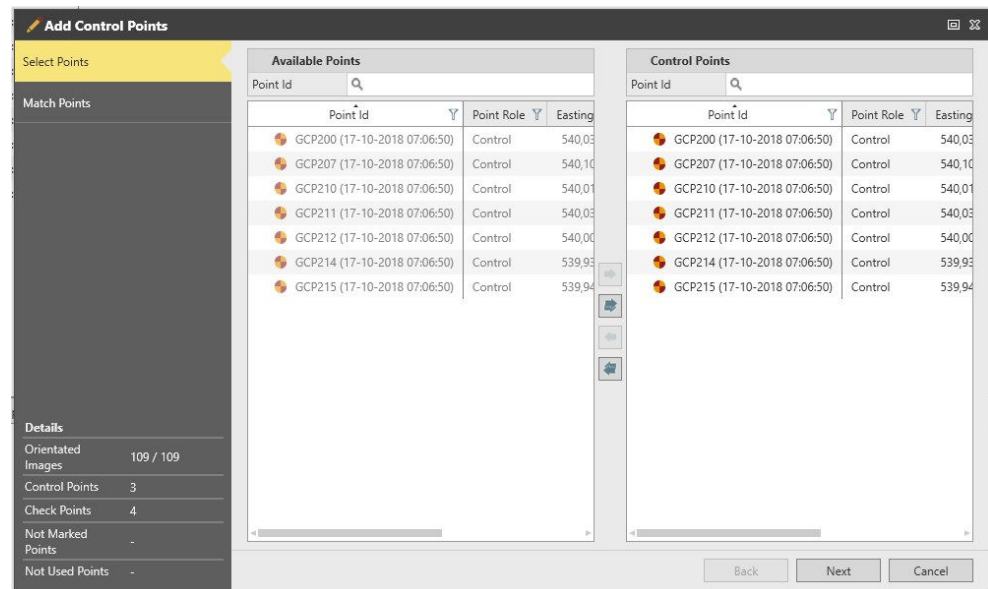 Add Control Points
Select Points
Match Points
Available Points
Point Id
Point Id Point Role Easting
GCP200 (17-10-2018 07:06:50) Control 540,03
GCP207 (17-10-2018 07:06:50) Control 540,10
GCP210 (17-10-2018 07:06:50) Control 540,01
GCP211 (17-10-2018 07:06:50) Control 540,03
GCP212 (17-10-2018 07:06:50) Control 540,00
GCP214 (17-10-2018 07:06:50) Control 539,93
GCP215 (17-10-2018 07:06:50) Control 539,94
Control Points
Point Id
Point Id Point Role Easting
GCP200 (17-10-2018 07:06:50) Control 540,03
GCP207 (17-10-2018 07:06:50) Control 540,10
GCP210 (17-10-2018 07:06:50) Control 540,01
GCP211 (17-10-2018 07:06:50) Control 540,03
GCP212 (17-10-2018 07:06:50) Control 540,00
GCP214 (17-10-2018 07:06:50) Control 539,93
GCP215 (17-10-2018 07:06:50) Control 539,94
Details
Orientated
Images 109 / 109
Control Points 3
Check Points 4
Not Marked
Points -
Not Used Points -
Back Next Cancel